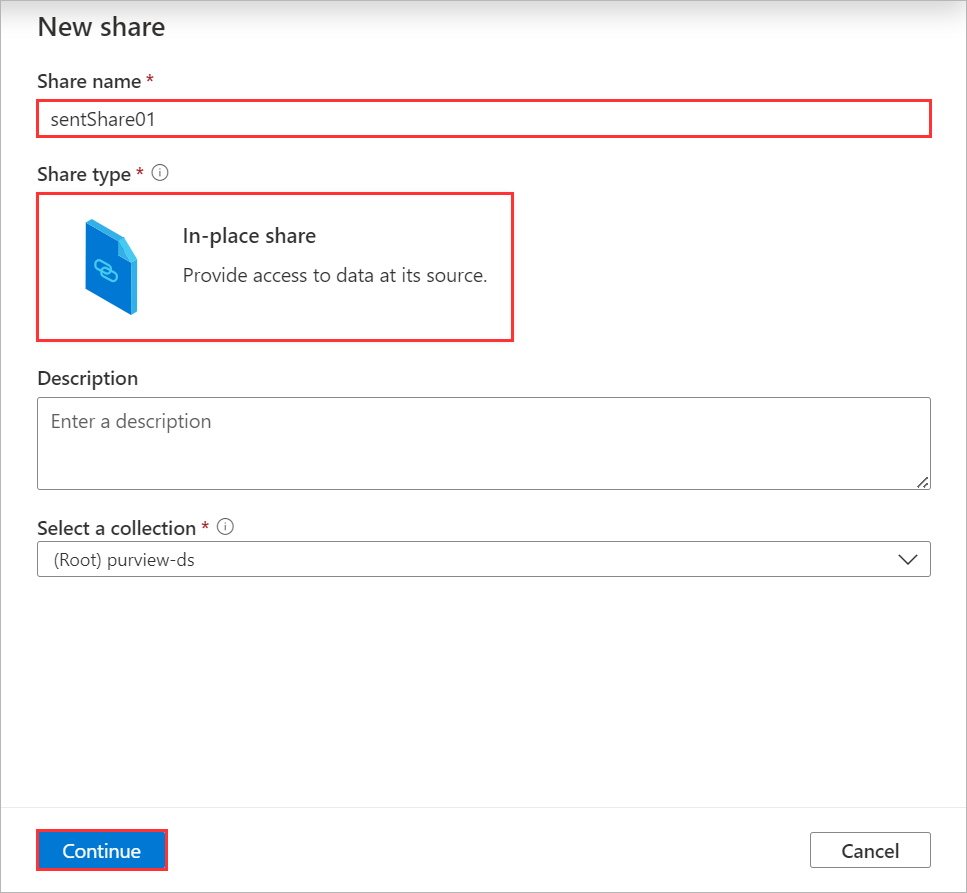 New share
Share name *
sentShare01
Share type *
In-place share
Provide access to data at its source.
Description
Enter a description
Select a collection *
(Root) purview-ds
Continue
Cancel